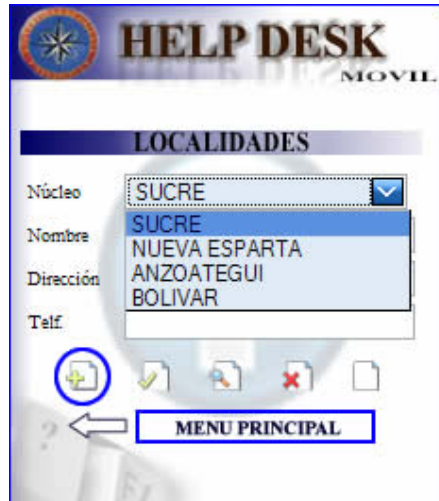 HELP DESK
MOVIL
LOCALIDADES
Núcleo SUCRE
SUCRE
Nombre
NUEVA ESPARTA
Dirección ANZOATEGUI
BOLIVAR
Telf.
MENU PRINCIPAL